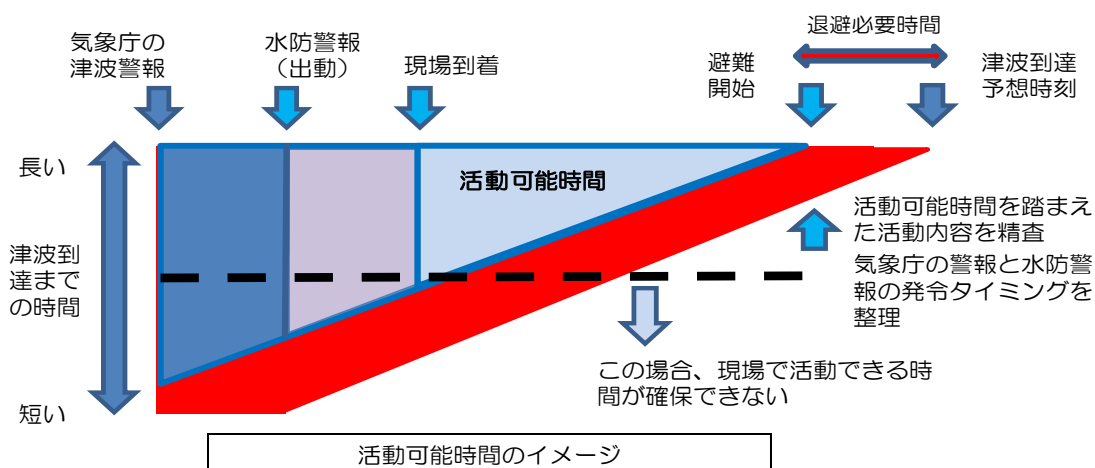 気象庁の
津波警報
水防警報
（出動）
現場到着
避難
開始
退避必要時間
津波到達
予想時刻
長い
津波到
達までの時間
短い
活動可能時間
活動可能時間を踏まえ
た活動内容を精査
気象庁の警報と水防警
報の発令タイミングを
整理
この場合、現場で活動できる時
間が確保できない
活動可能時間のイメージ